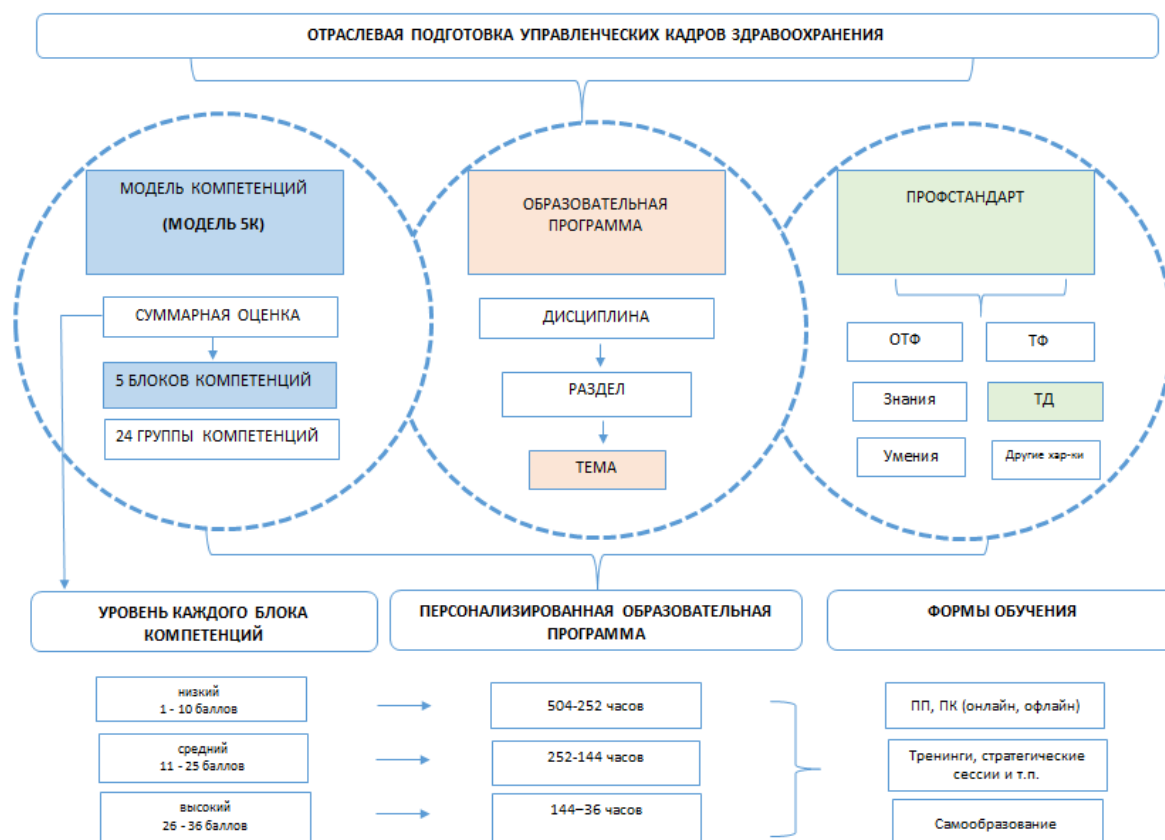 ОТРАСЛЕВАЯ ПОДГОТОВКА УПРАВЛЕНЧЕСКИХ КАДРОВ ЗДРАВООХРАНЕНИЯ
МОДЕЛЬ КОМПЕТЕНЦИЙ
(МОДЕЛЬ 5К)
СУММАРНАЯ ОЦЕНКА
5 БЛОКОВ КОМПЕТЕНЦИЙ
24 ГРУППЫ КОМПЕТЕНЦИЙ
ОБРАЗОВАТЕЛЬНАЯ
ПРОГРАММА
ДИСЦИПЛИНА
РАЗДЕЛ
ТЕМА
ПРОФСТАНДАРТ
ОТФ
ТФ
Знания
ТД
Умения
Другие хар-ки
УРОВЕНЬ КАЖДОГО БЛОКА
КОМПЕТЕНЦИЙ
ПЕРСОНАЛИЗИРОВАННАЯ ОБРАЗОВАТЕЛЬНАЯ
ПРОГРАММА
ФОРМЫ ОБУЧЕНИЯ
низкий
1 - 10 баллов
504-252 часов
ПП, ПК (онлайн, офлайн)
средний
11 - 25 баллов
252-144 часов
Тренинги, стратегические
сессии и т.п.
высокий
26 - 36 баллов
144–36 часов
Самообразование